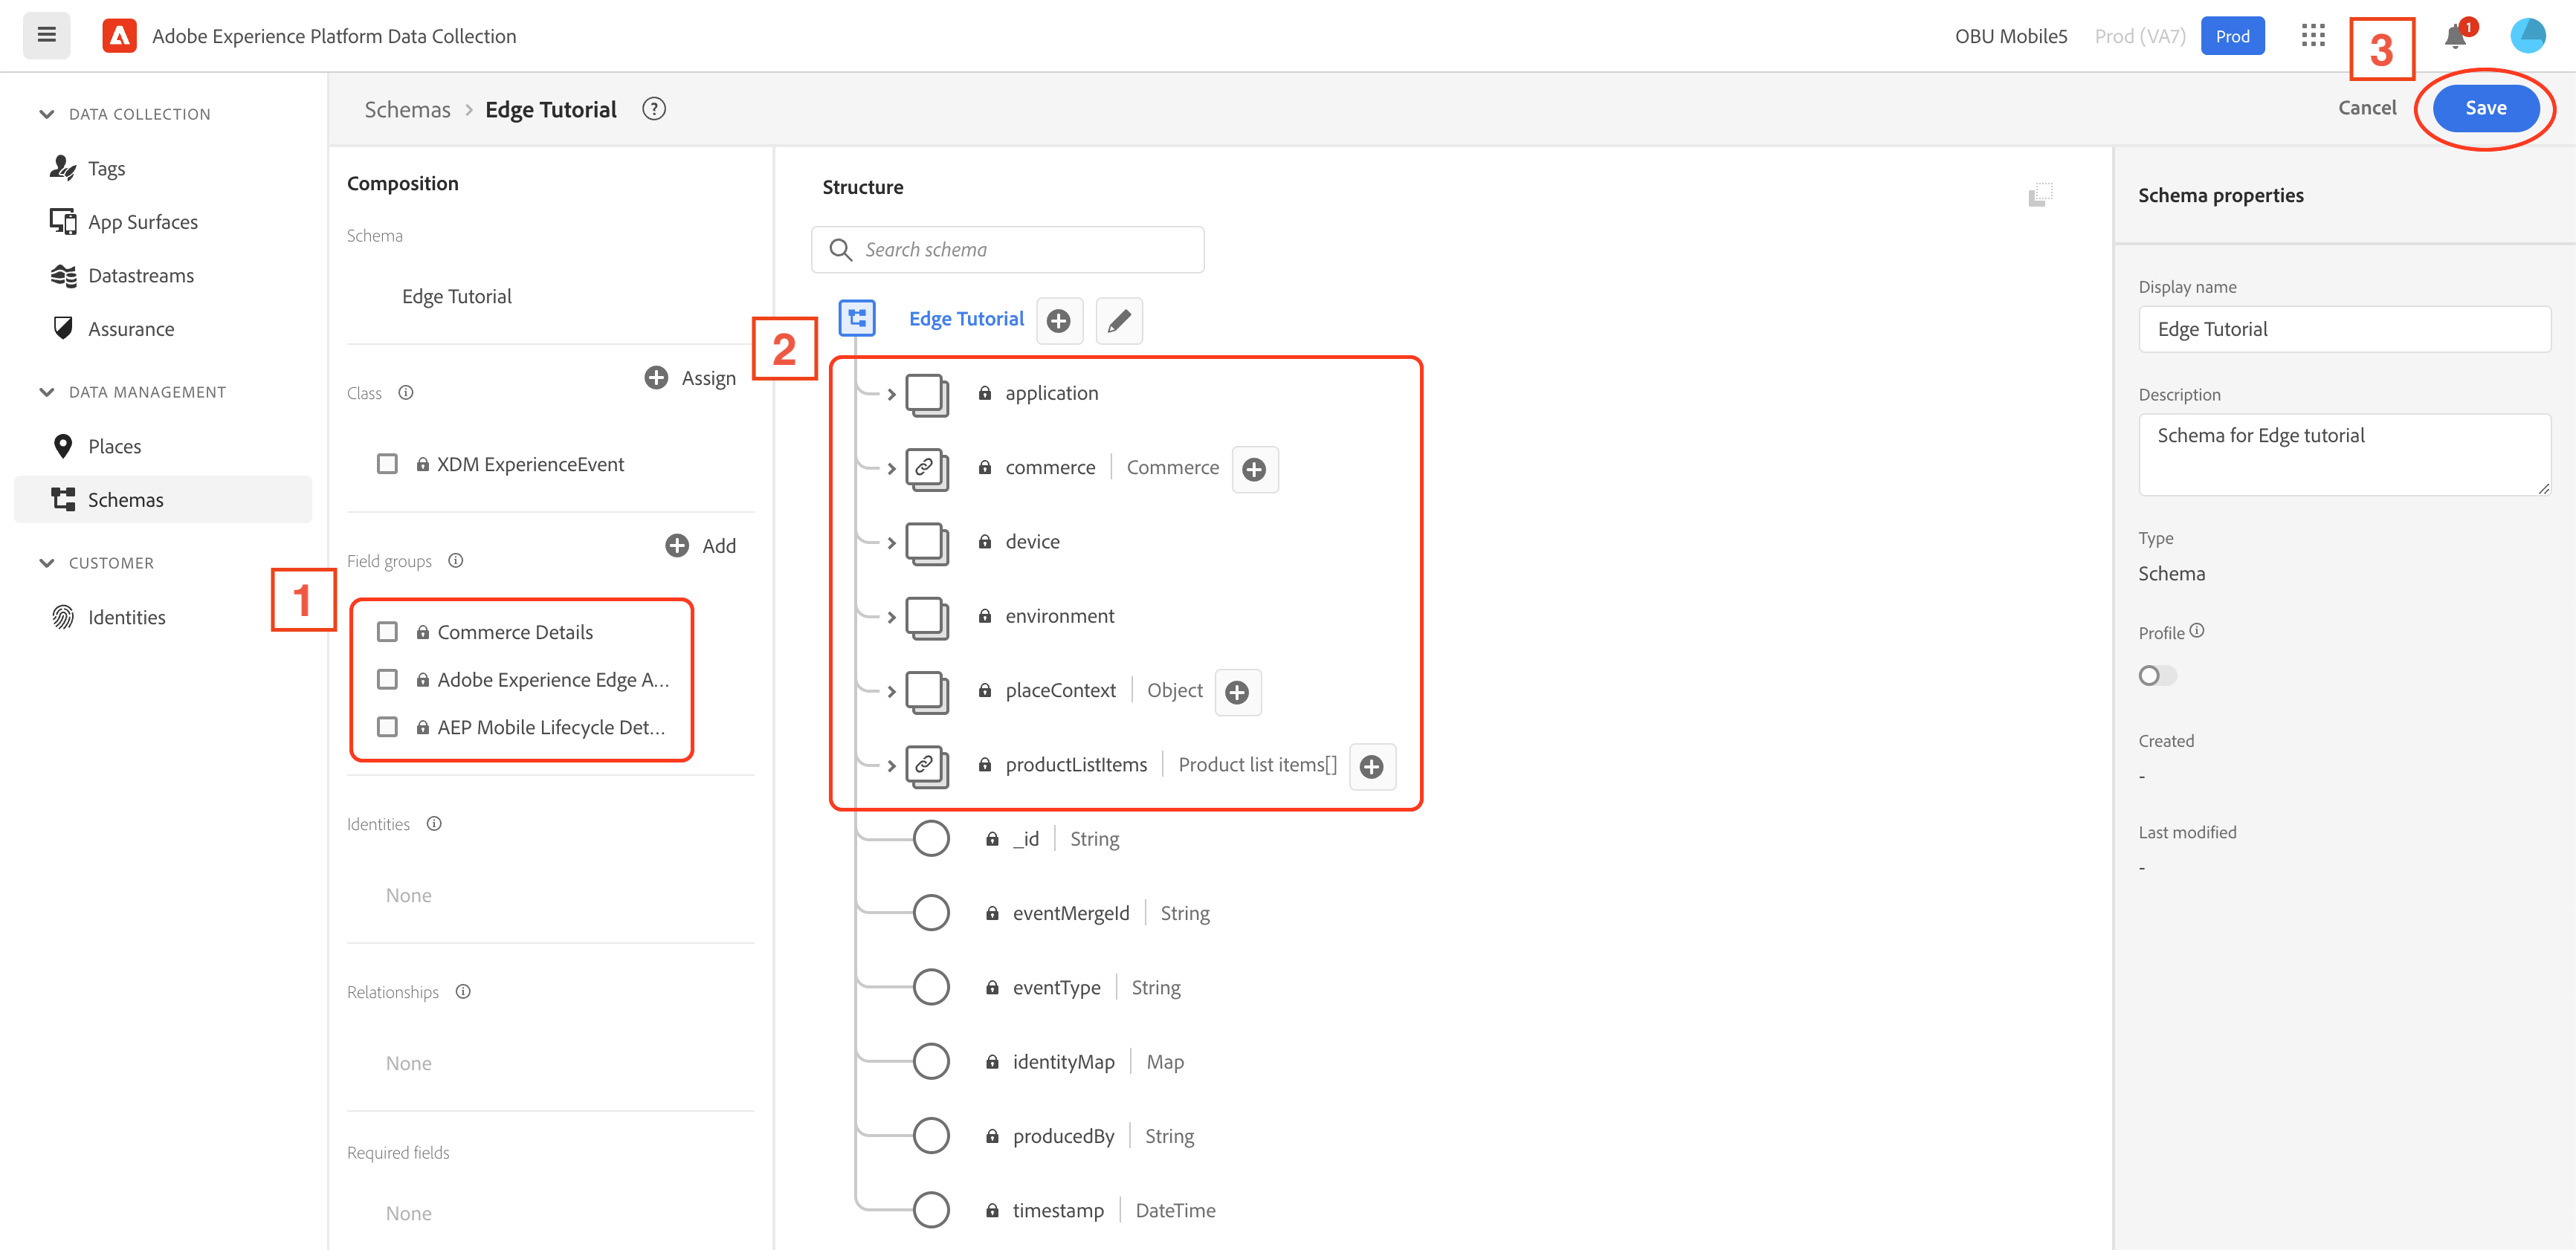 Adobe Experience Platform Data Collection
OBU Mobile5
Prod (VA7)
Prod
3
1
DATA COLLECTION
Tags
App Surfaces
Datastreams
Assurance
DATA MANAGEMENT
Places
Schemas
CUSTOMER
Identities
Schemas > Edge Tutorial
Cancel
Save
Composition
Schema
Edge Tutorial
Assign
Class
XDM ExperienceEvent
Add
Field groups
1
Commerce Details
Adobe Experience Edge A...
AEP Mobile Lifecycle Det...
Identities
None
Relationships
None
Required fields
None
Structure
Search schema
Edge Tutorial
2
application
commerce | Commerce
device
environment
placeContext | Object
productListItems | Product list items[]
_id | String
eventMergeId | String
eventType | String
identityMap | Map
producedBy | String
timestamp | DateTime
Schema properties
Display name
Edge Tutorial
Description
Schema for Edge tutorial
Type
Schema
Profile
Created
-
Last modified
-